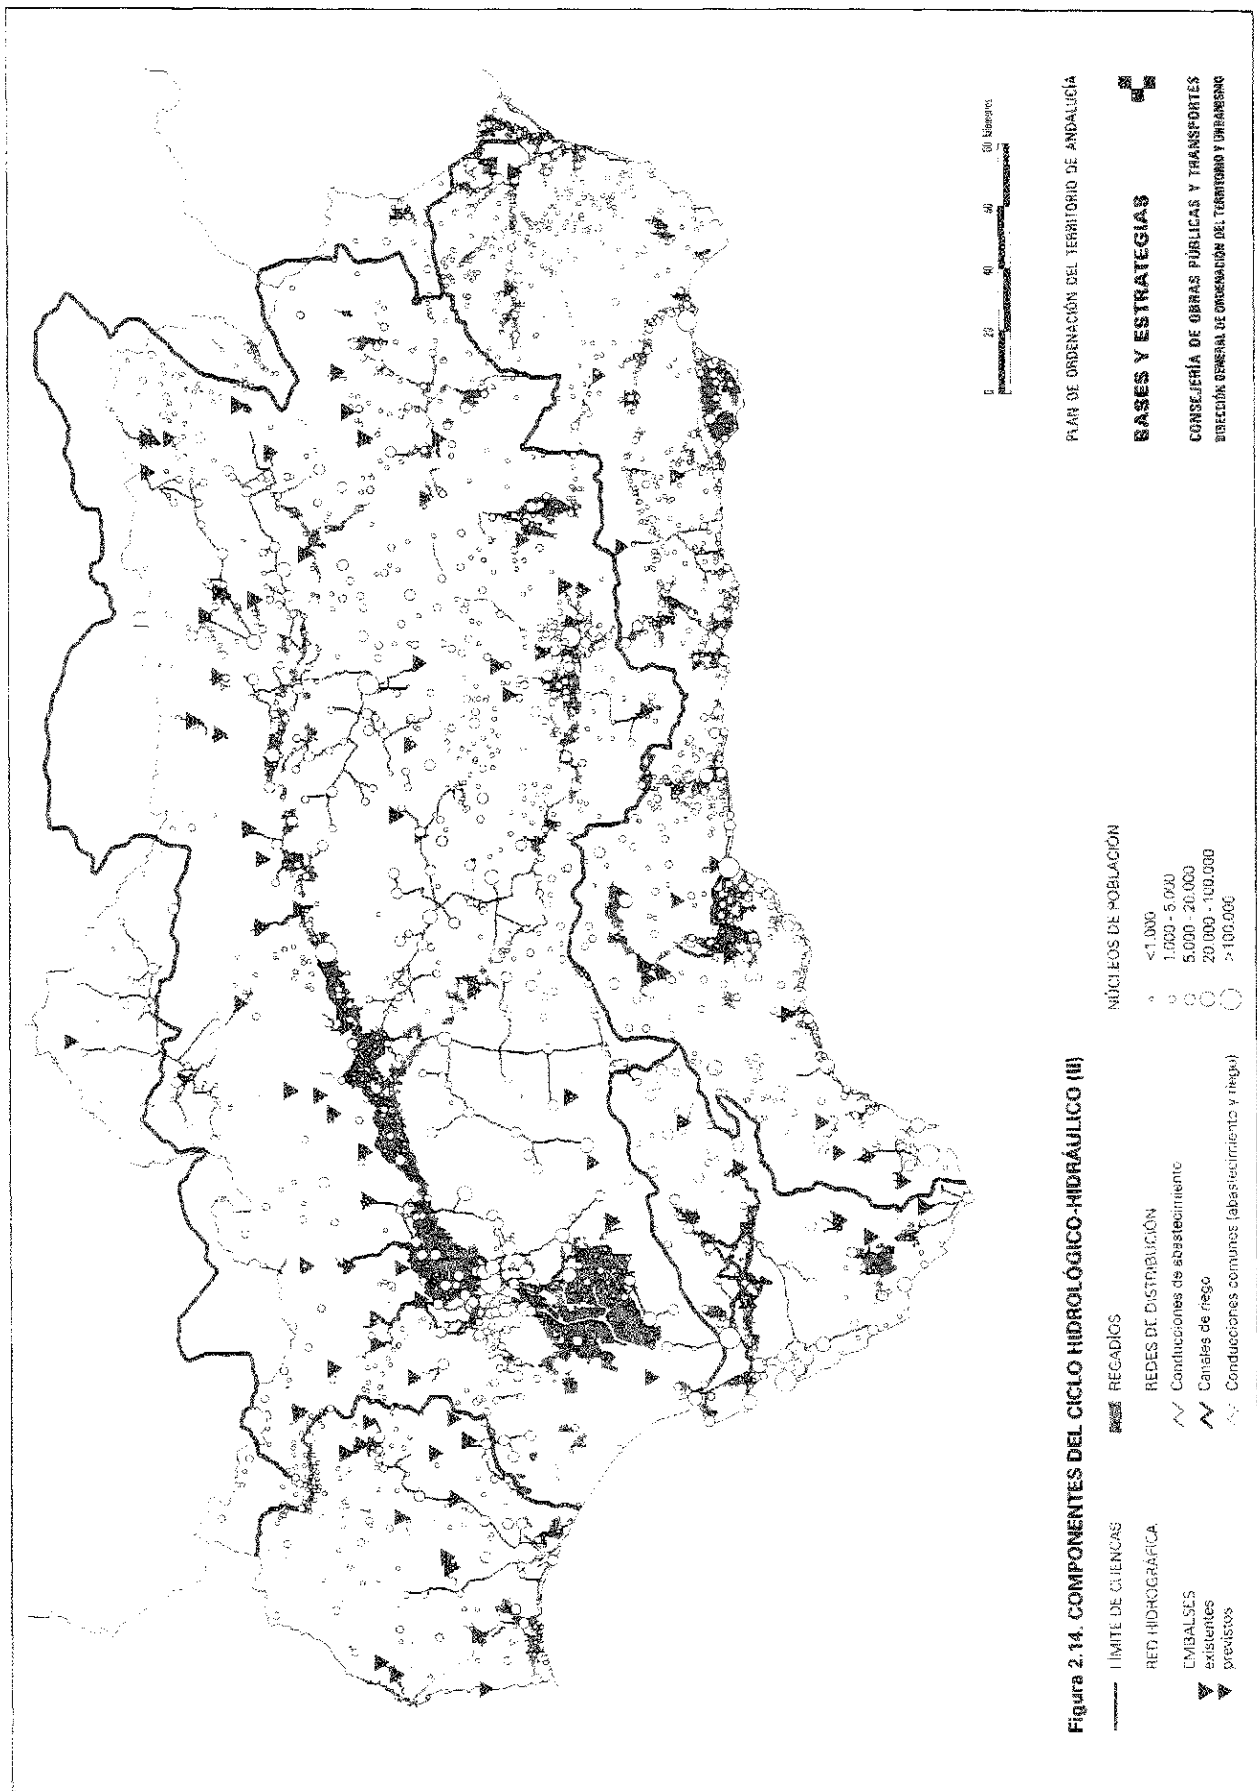 Figura 2.14. COMPONENTES DEL CICLO HIDROLÓGICO-HIDRÁULICO (II)
LÍMITE DE CUENCAS
RED HIDROGRÁFICA
EMBALSES
existentes
previstos
REGADÍOS
REDES DE DISTRIBUCIÓN
Conducciones de abastecimiento
Canales de riego
Conducciones comunes (abastecimiento y riego)
NÚCLEOS DE POBLACIÓN
<1.000
1.000 - 5.000
5.000 - 20.000
20.000 - 100.000
>100.000
0 20 40 60 80 kilómetros
PLAN DE ORDENACIÓN DEL TERRITORIO DE ANDALUCÍA
BASES Y ESTRATEGIAS
CONSEJERÍA DE OBRAS PÚBLICAS Y TRANSPORTES
DIRECCIÓN GENERAL DE ORDENACIÓN DEL TERRITORIO Y URBANISMO